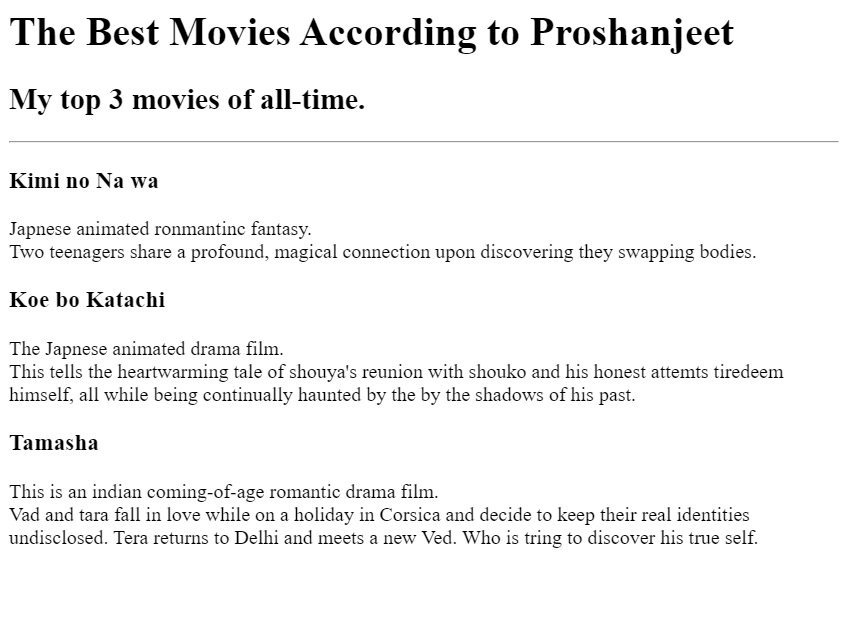 The Best Movies According to Proshanjeet
My top 3 movies of all-time.
Kimi no Na wa
Japnese animated ronmantinc fantasy.
Two teenagers share a profound, magical connection upon discovering they swapping bodies.
Koe bo Katachi
The Japnese animated drama film.
This tells the heartwarming tale of shouya's reunion with shouko and his honest attemts tiredeem
himself, all while being continually haunted by the by the shadows of his past.
Tamasha
This is an indian coming-of-age romantic drama film.
Vad and tara fall in love while on a holiday in Corsica and decide to keep their real identities
undisclosed. Tera returns to Delhi and meets a new Ved. Who is tring to discover his true self.